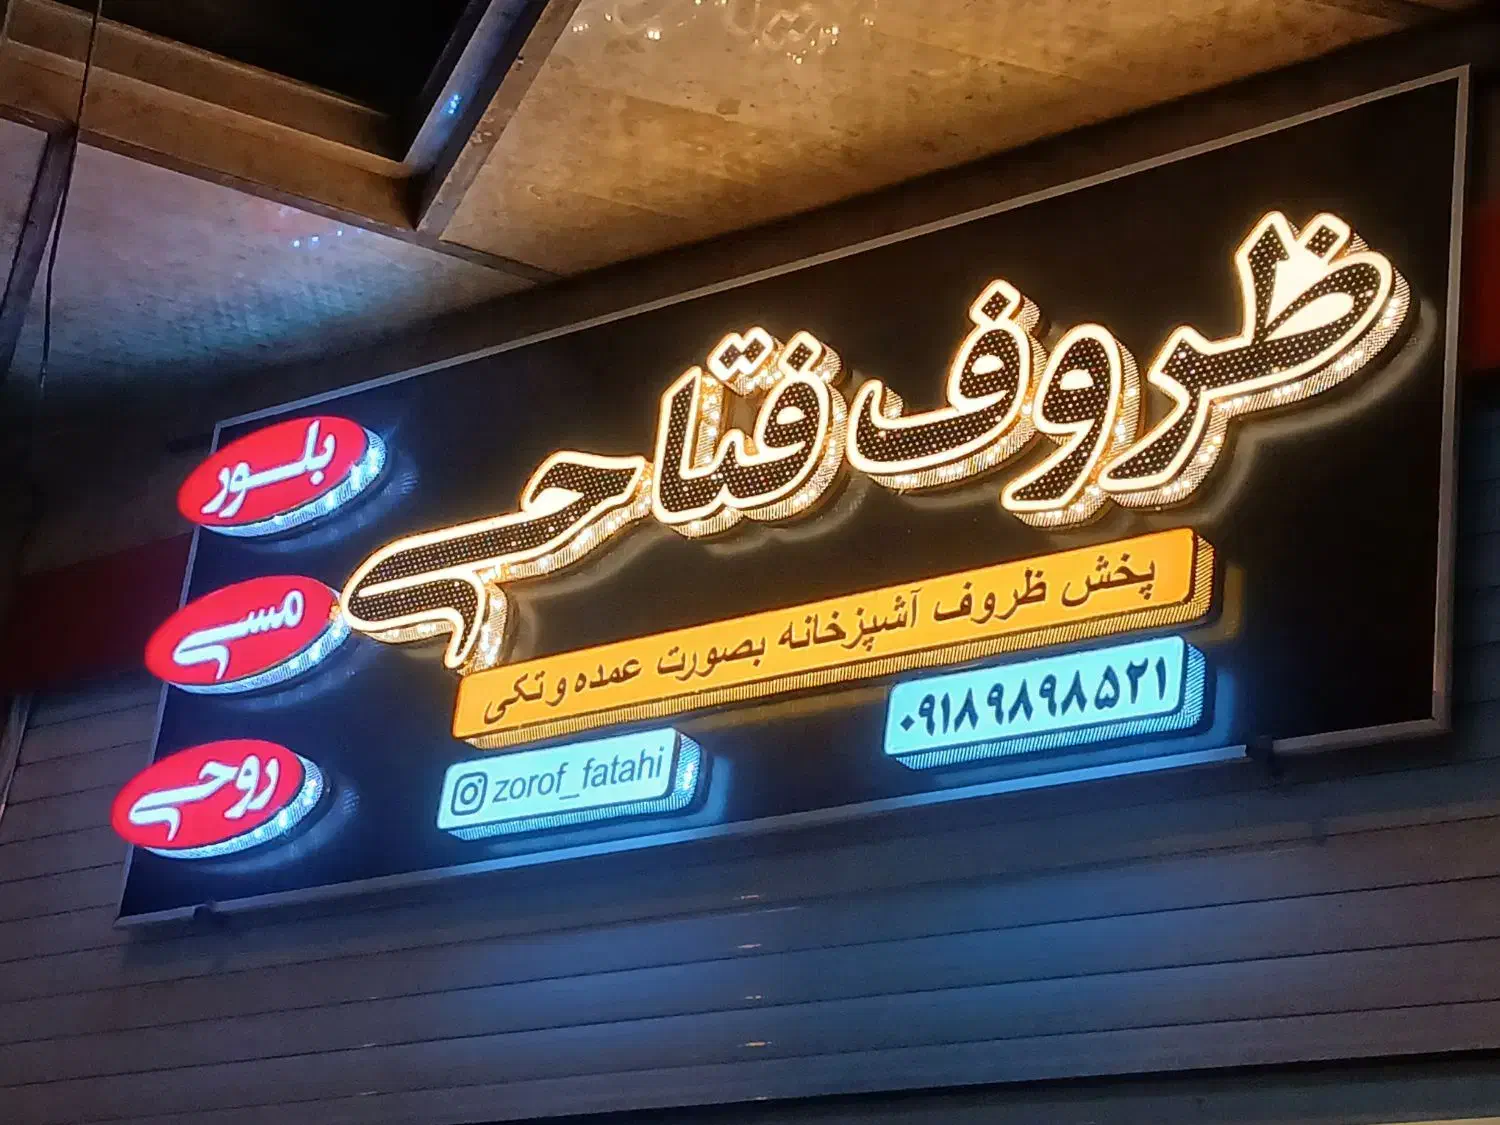 ظروف فتاحی
پخش ظروف آشپزخانه بصورت عمده و تکی
۰۹۱۸۹۸۹۸۵۲۱
zorof_fatahi
بلور
مسی
روحی